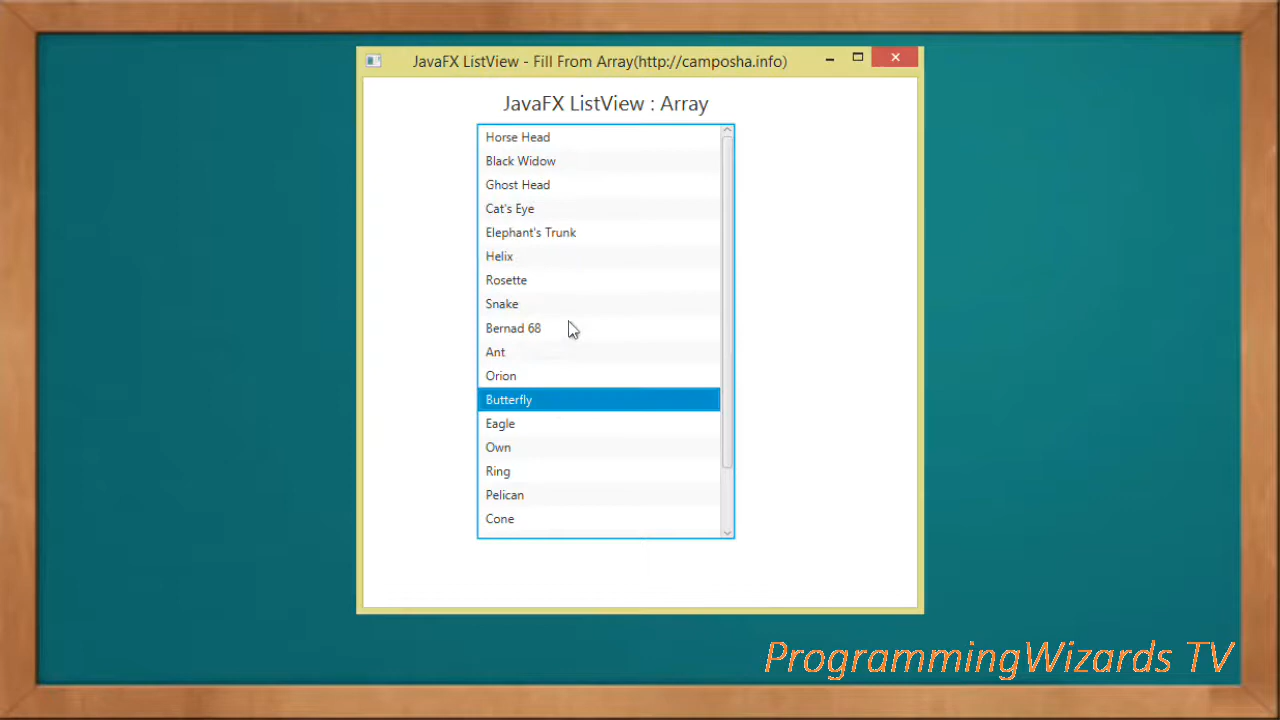 JavaFX ListView - Fill From Array(http://camposha.info)
JavaFX ListView : Array
Horse Head
Black Widow
Ghost Head
Cat's Eye
Elephant's Trunk
Helix
Rosette
Snake
Bernad 68
Ant
Orion
Butterfly
Eagle
Own
Ring
Pelican
Cone
ProgrammingWizards TV